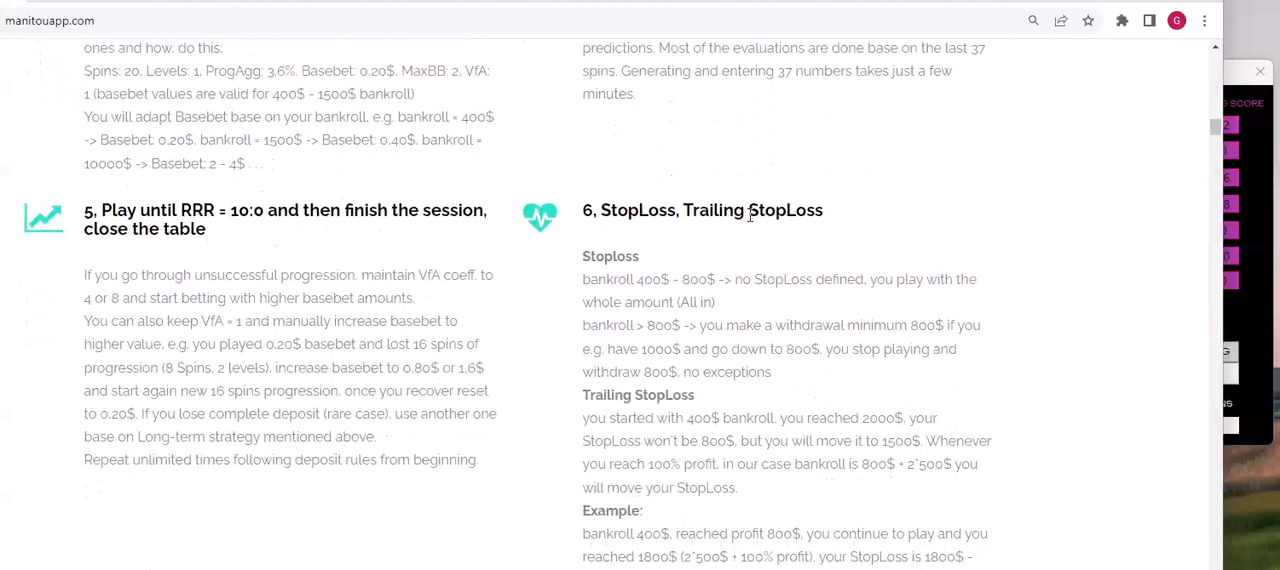 manitouapp.com
G
ones and how. do this:
Spins: 20, Levels: 1, ProgAgg: 3,6%, Basebet: 0.20$. MaxBB: 2, VfA:
1 (basebet values are valid for 400$ - 1500$ bankroll)
You will adapt Basebet base on your bankroll, e.g. bankroll = 400$
-> Basebet: 0,20$. bankroll = 1500$ -> Basebet: 0,40$. bankroll =
10000$ -> Basebet: 2 - 4$ . . .
predictions. Most of the evaluations are done base on the last 37
spins. Generating and entering 37 numbers takes just a few
minutes.
5, Play until RRR = 10:0 and then finish the session,
close the table
If you go through unsuccessful progression. maintain VfA coeff. to
4 or 8 and start betting with higher basebet amounts.
You can also keep VfA = 1 and manually increase basebet to
higher value, e.g. you played 0,20$ basebet and lost 16 spins of
progression (8 Spins, 2 levels). increase basebet to 0.80$ or 1,6$
and start again new 16 spins progression, once you recover reset
to 0.20$. If you lose complete deposit (rare case). use another one
base on Long-term strategy mentioned above.
Repeat unlimited times following deposit rules from beginning.
6, StopLoss, Trailing StopLoss
Stoploss
bankroll 400$ - 800$ -> no StopLoss defined, you play with the
whole amount (All in)
bankroll > 800$ -> you make a withdrawal minimum 800$ if you
e.g. have 1000$ and go down to 800$, you stop playing and
withdraw 800$, no exceptions
Trailing StopLoss
you started with 400$ bankroll, you reached 2000$, your
StopLoss won't be 800$, but you will move it to 1500$. Whenever
you reach 100% profit. in our case bankroll is 800$ + 2*500$ you
will move your StopLoss.
Example:
bankroll 400$, reached profit 800$, you continue to play and you
reached 1800$ (2*500$ + 100% profit), your StopLoss is 1800$ -
SCORE
2
6
8
G
NS